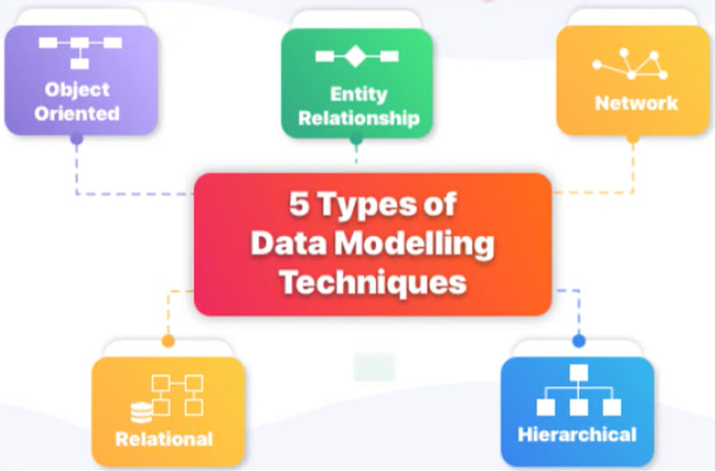 Object
Oriented
Entity
Relationship
Network
5 Types of
Data Modelling
Techniques
Relational
Hierarchical